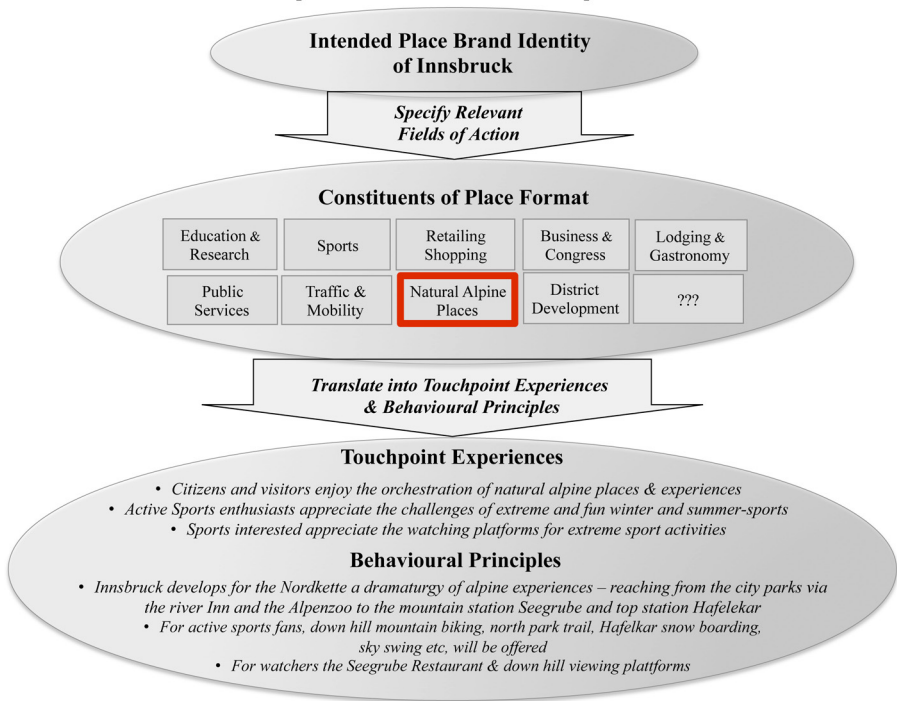 Intended Place Brand Identity
of Innsbruck
Specify Relevant
Fields of Action
Constituents of Place Format
Education &
Research
Sports
Retailing
Shopping
Business &
Congress
Lodging &
Gastronomy
Public
Services
Traffic &
Mobility
Natural Alpine
Places
District
Development
???
Translate into Touchpoint Experiences
& Behavioural Principles
Touchpoint Experiences
• Citizens and visitors enjoy the orchestration of natural alpine places & experiences
• Active Sports enthusiasts appreciate the challenges of extreme and fun winter and summer-sports
• Sports interested appreciate the watching platforms for extreme sport activities
Behavioural Principles
• Innsbruck develops for the Nordkette a dramaturgy of alpine experiences – reaching from the city parks via
the river Inn and the Alpenzoo to the mountain station Seegrube and top station Hafelekar
• For active sports fans, down hill mountain biking, north park trail, Hafelkar snow boarding,
sky swing etc, will be offered
• For watchers the Seegrube Restaurant & down hill viewing plattforms